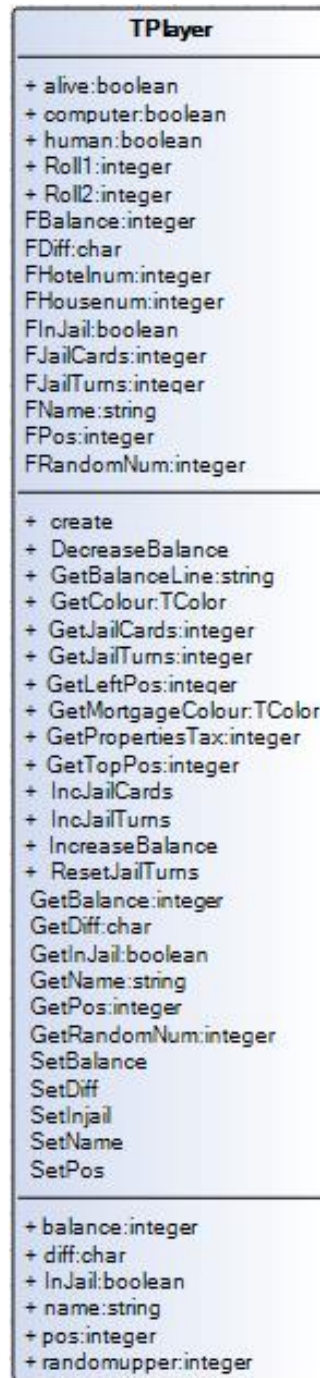 TPlayer
+ alive:boolean
+ computer:boolean
+ human:boolean
+ Roll1:integer
+ Roll2:integer
FBalance:integer
FDiff:char
FHotelnum:integer
FHousenum:integer
FInJail:boolean
FJailCards:integer
FJailTurns:integer
FName:string
FPos:integer
FRandomNum:integer
+ create
+ DecreaseBalance
+ GetBalanceLine:string
+ GetColour:TColor
+ GetJailCards:integer
+ GetJailTurns:integer
+ GetLeftPos:integer
+ GetMortgageColour:TColor
+ GetPropertiesTax:integer
+ GetTopPos:integer
+ IncJailCards
+ IncJailTurns
+ IncreaseBalance
+ ResetJailTurns
GetBalance:integer
GetDiff:char
GetInJail:boolean
GetName:string
GetPos:integer
GetRandomNum:integer
SetBalance
SetDiff
SetInjail
SetName
SetPos
+ balance:integer
+ diff:char
+ InJail:boolean
+ name:string
+ pos:integer
+ randomupper:integer